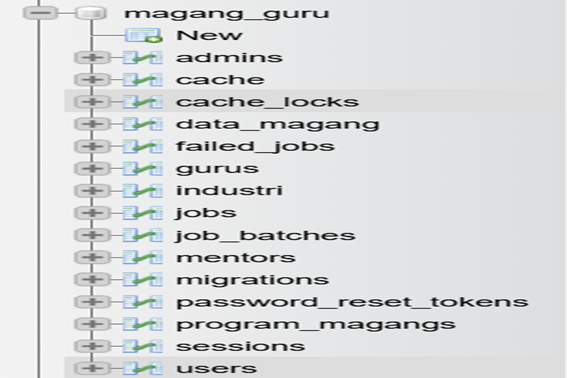 magang_guru
New
admins
cache
cache_locks
data_magang
failed_jobs
gurus
industri
jobs
job_batches
mentors
migrations
password_reset_tokens
program_magangs
sessions
users